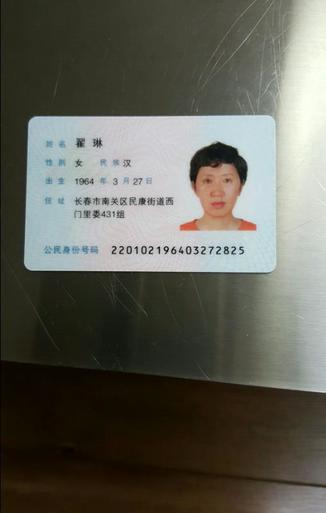 姓名 翟琳
性别 女 民族 汉
出生 1964 年 3 月 27 日
住址 长春市南关区民康街道西
门里委431组
公民身份号码 220102196403272825